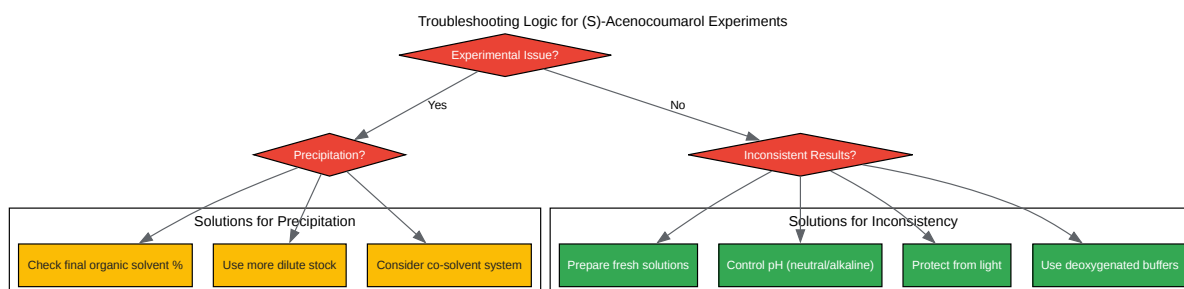 Troubleshooting Logic for (S)-Acenocoumarol Experiments
Experimental Issue?
Yes
No
Precipitation?
Inconsistent Results?
Solutions for Precipitation
Solutions for Inconsistency
Check final organic solvent %
Use more dilute stock
Consider co-solvent system
Prepare fresh solutions
Control pH (neutral/alkaline)
Protect from light
Use deoxygenated buffers